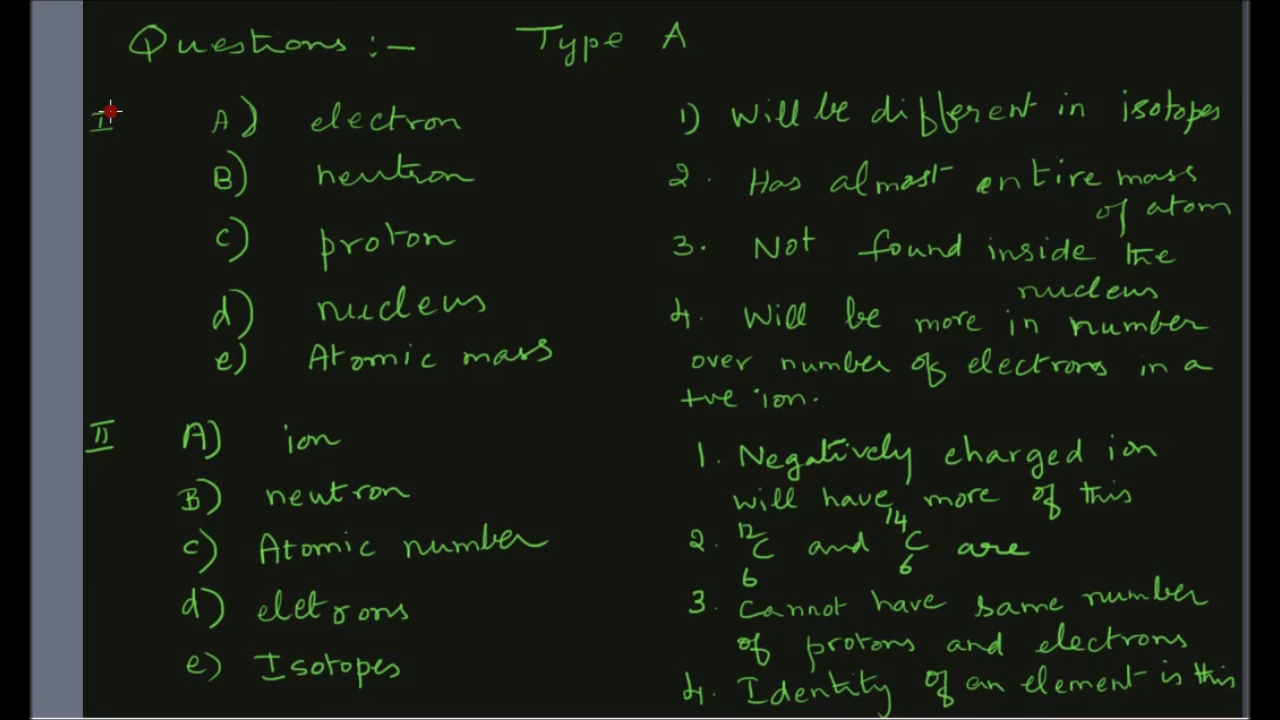 Questions :- Type A
I A) electron
B) neutron
c) proton
d) nucleus
e) Atomic mass
1) Will be different in isotopes
2. Has almost entire mass
of atom
3. Not found inside the
nucleus
4. Will be more in number
over number of electrons in a
+ve ion.
II A) ion
B) neutron
c) Atomic number
d) eletrons
e) Isotopes
1. Negatively charged ion
will have more of this
2. 12 6 C and 14 6 C are
3. Cannot have same number
of protons and electrons
4. Identity of an element is this